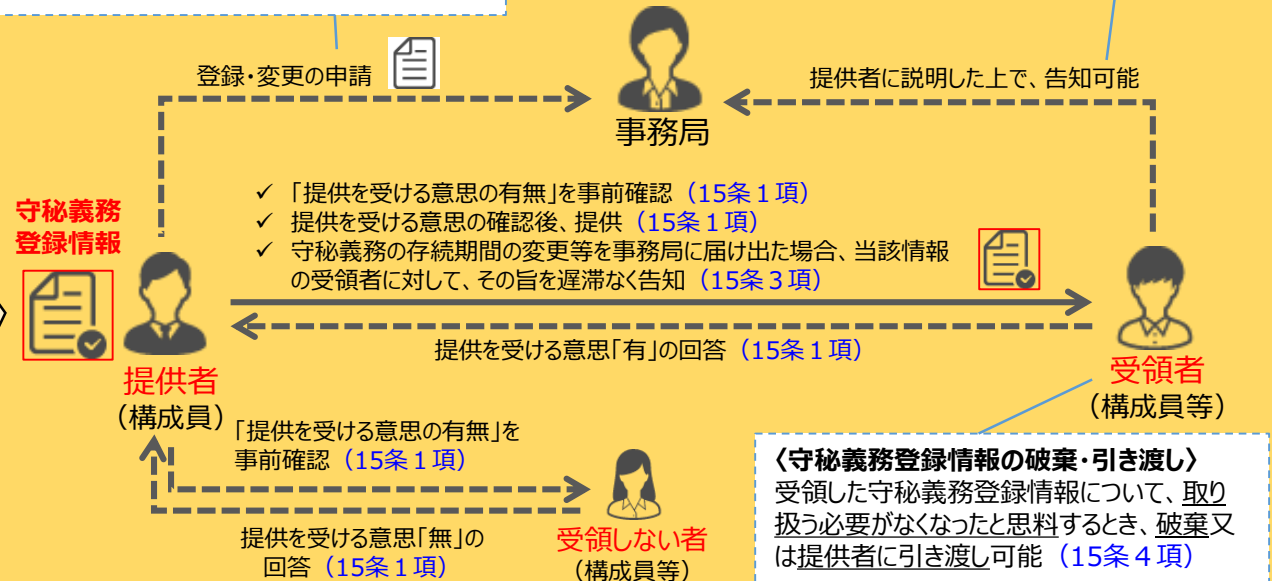 登録・変更の申請
提供者に説明した上で、告知可能
事務局
✓ 「提供を受ける意思の有無」を事前確認（15条１項）
✓ 提供を受ける意思の確認後、提供（15条１項）
✓ 守秘義務の存続期間の変更等を事務局に届け出た場合、当該情報
の受領者に対して、その旨を遅滞なく告知（15条３項）
守秘義務
登録情報
提供を受ける意思「有」の回答（15条１項）
提供者
（構成員）
受領者
（構成員等）
「提供を受ける意思の有無」を
事前確認（15条１項）
提供を受ける意思「無」の
回答（15条１項）
受領しない者
（構成員等）
〈守秘義務登録情報の破棄・引き渡し〉
受領した守秘義務登録情報について、取り
扱う必要がなくなったと思料するとき、破棄又
は提供者に引き渡し可能（15条４項）